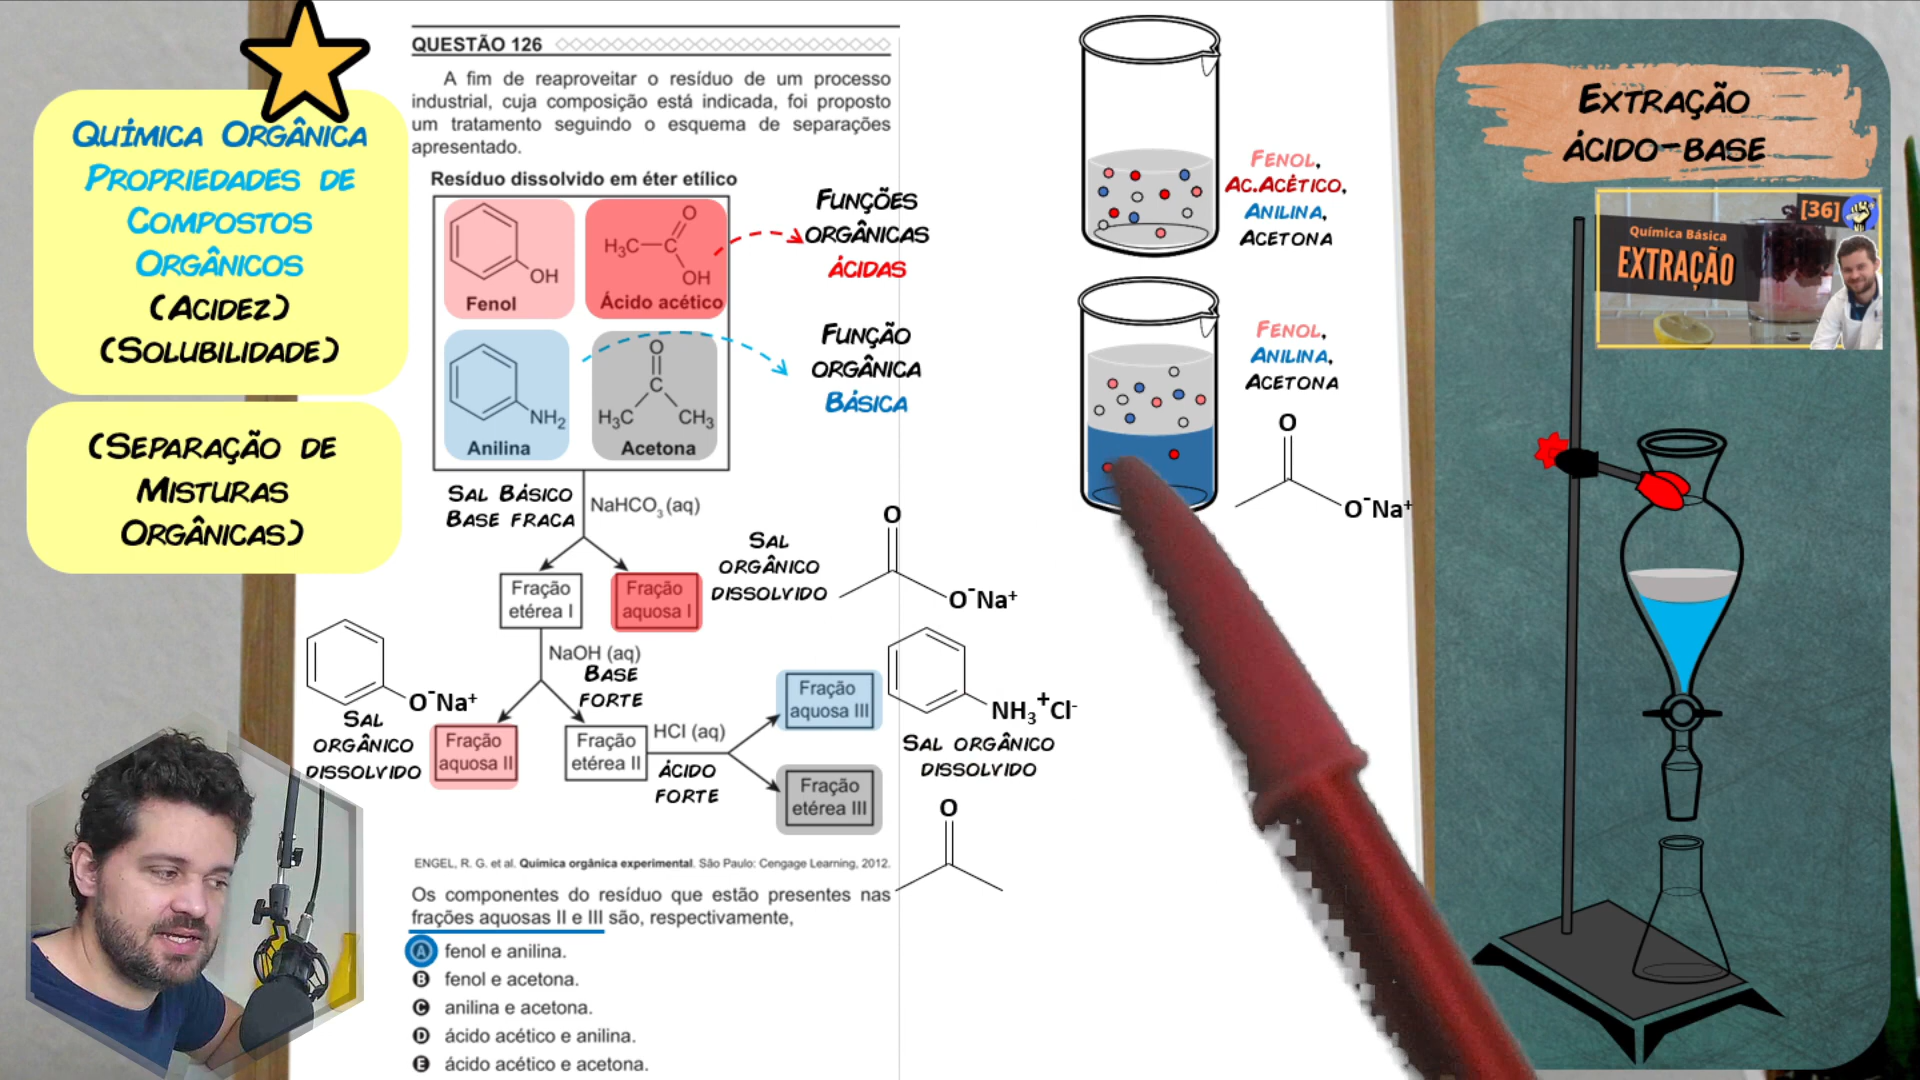 QUÍMICA ORGÂNICA
PROPRIEDADES DE
COMPOSTOS
ORGÂNICOS
(ACIDEZ)
(SOLUBILIDADE)
(SEPARAÇÃO DE
MISTURAS
ORGÂNICAS)
QUESTÃO 126
A fim de reaproveitar o resíduo de um processo
industrial, cuja composição está indicada, foi proposto
um tratamento seguindo o esquema de separações
apresentado.
Resíduo dissolvido em éter etílico
OH
Fenol
O
H₃C
OH
Ácido acético
NH₂
Anilina
O
H₃C
CH₃
Acetona
FUNÇÕES
ORGÂNICAS
ÁCIDAS
FUNÇÃO
ORGÂNICA
BÁSICA
SAL BÁSICO
BASE FRACA
NaHCO₃ (aq)
Fração
etérea I
Fração
aquosa I
SAL
ORGÂNICO
DISSOLVIDO
O
O⁻Na⁺
NaOH (aq)
BASE
FORTE
O⁻Na⁺
SAL
ORGÂNICO
DISSOLVIDO
Fração
aquosa II
Fração
etérea II
HCl (aq)
ÁCIDO
FORTE
Fração
aquosa III
Fração
etérea III
NH₃⁺Cl⁻
SAL ORGÂNICO
DISSOLVIDO
O
ENGEL, R. G. et al. Química orgânica experimental. São Paulo: Cengage Learning, 2012.
Os componentes do resíduo que estão presentes nas
frações aquosas II e III são, respectivamente,
A fenol e anilina.
B fenol e acetona.
C anilina e acetona.
D ácido acético e anilina.
E ácido acético e acetona.
FENOL,
AC.ACÉTICO,
ANILINA,
ACETONA
FENOL,
ANILINA,
ACETONA
O
O⁻Na⁺
EXTRAÇÃO
ÁCIDO-BASE
[36]
Química Básica
EXTRAÇÃO